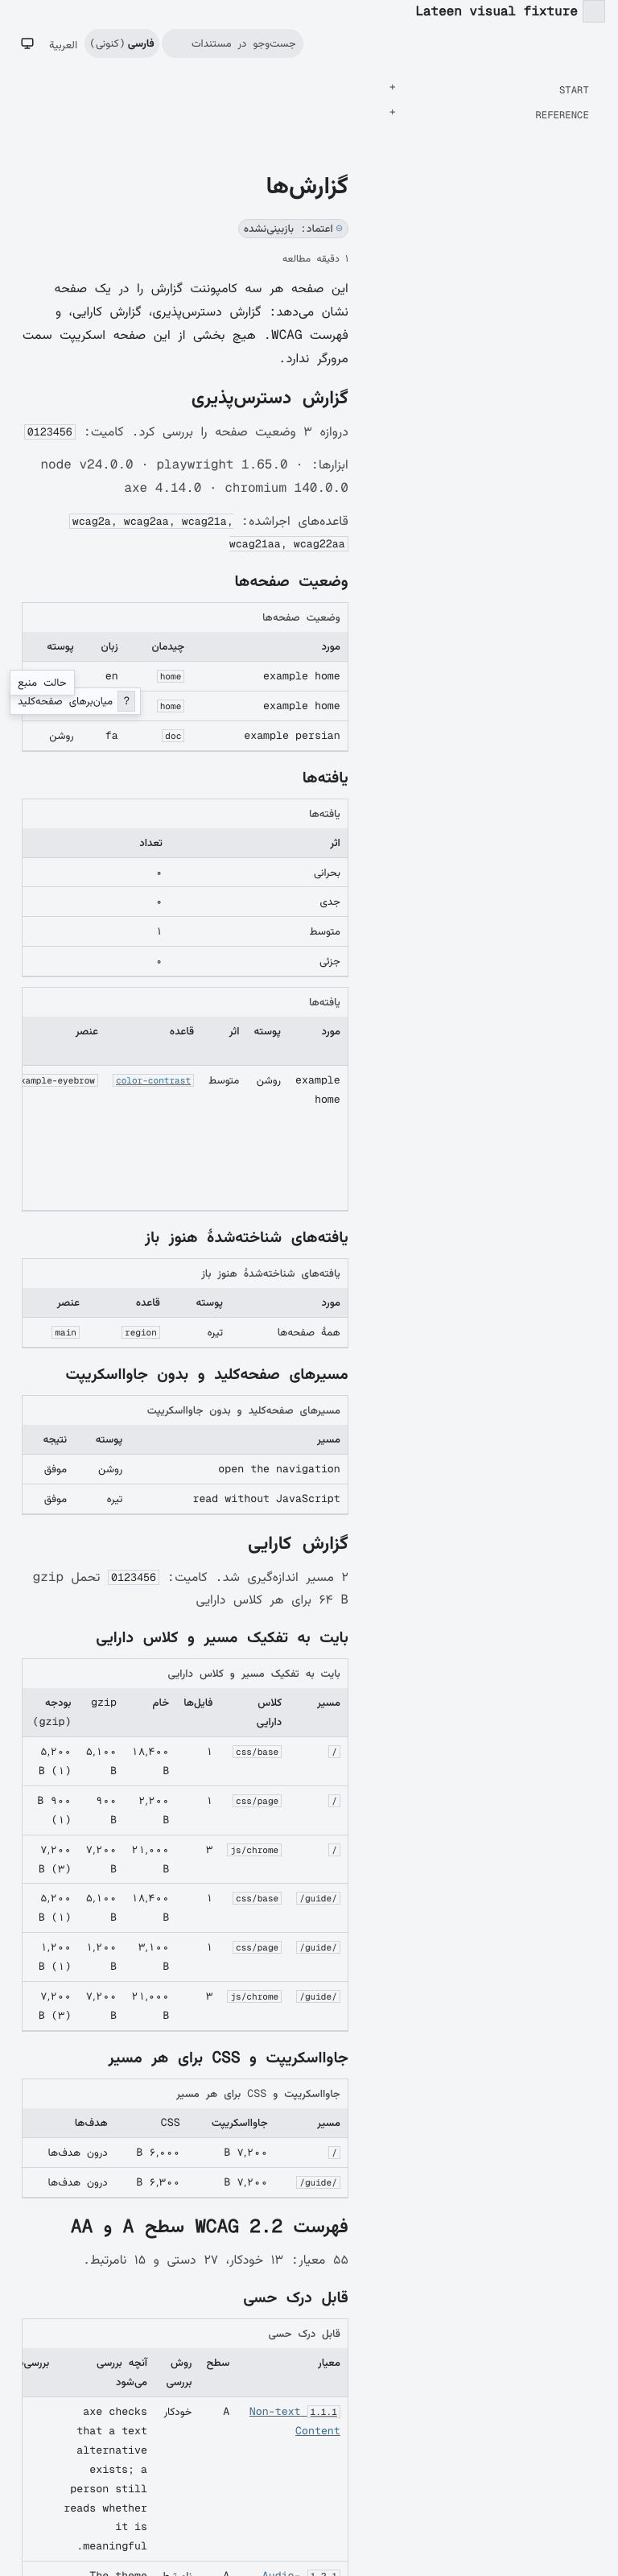 Lateen visual fixture
جست‌وجو در مستندات
فارسی (کنونی)
العربية
START +
REFERENCE +
گزارش‌ها
اعتماد: بازبینی‌نشده
۱ دقیقه مطالعه
این صفحه هر سه کامپوننت گزارش را در یک صفحه
نشان می‌دهد: گزارش دسترس‌پذیری، گزارش کارایی، و
فهرست WCAG. هیچ بخشی از این صفحه اسکریپت سمت
مرورگر ندارد.
گزارش دسترس‌پذیری
دروازه ۳ وضعیت صفحه را بررسی کرد. کامیت: 0123456
ابزارها: node v24.0.0 · playwright 1.65.0 ·
axe 4.14.0 · chromium 140.0.0
قاعده‌های اجراشده: wcag2a, wcag2aa, wcag21a,
wcag21aa, wcag22aa
وضعیت صفحه‌ها
وضعیت صفحه‌ها
مورد چیدمان زبان پوسته
example home home en
حالت منبع
example home home
? میان‌برهای صفحه‌کلید
example persian doc fa روشن
یافته‌ها
یافته‌ها
اثر تعداد
بحرانی ۰
جدی ۰
متوسط ۱
جزئی ۰
یافته‌ها
مورد پوسته اثر قاعده عنصر
example روشن متوسط color-contrast xample-eyebrow
home
یافته‌های شناخته‌شدهٔ هنوز باز
یافته‌های شناخته‌شدهٔ هنوز باز
مورد پوسته قاعده عنصر
همهٔ صفحه‌ها تیره region main
مسیرهای صفحه‌کلید و بدون جاوااسکریپت
مسیرهای صفحه‌کلید و بدون جاوااسکریپت
مسیر پوسته نتیجه
open the navigation روشن موفق
read without JavaScript تیره موفق
گزارش کارایی
۲ مسیر اندازه‌گیری شد. کامیت: 0123456 تحمل gzip
۶۴ B برای هر کلاس دارایی
بایت به تفکیک مسیر و کلاس دارایی
بایت به تفکیک مسیر و کلاس دارایی
مسیر کلاس فایل‌ها خام gzip بودجه
دارایی (gzip)
/ css/base ۱ ۱۸,۴۰۰ ۵,۱۰۰ ۵,۲۰۰
B B B (۱)
/ css/page ۱ ۲,۲۰۰ ۹۰۰ ۹۰۰ B
B B (۱)
/ js/chrome ۳ ۲۱,۰۰۰ ۷,۲۰۰ ۷,۲۰۰
B B B (۳)
/guide/ css/base ۱ ۱۸,۴۰۰ ۵,۱۰۰ ۵,۲۰۰
B B B (۱)
/guide/ css/page ۱ ۳,۱۰۰ ۱,۲۰۰ ۱,۲۰۰
B B B (۱)
/guide/ js/chrome ۳ ۲۱,۰۰۰ ۷,۲۰۰ ۷,۲۰۰
B B B (۳)
جاوااسکریپت و CSS برای هر مسیر
جاوااسکریپت و CSS برای هر مسیر
مسیر جاوااسکریپت CSS هدف‌ها
/ ۷,۲۰۰ B ۶,۰۰۰ B درون هدف‌ها
/guide/ ۷,۲۰۰ B ۶,۳۰۰ B درون هدف‌ها
فهرست WCAG 2.2 سطح A و AA
۵۵ معیار: ۱۳ خودکار، ۲۷ دستی و ۱۵ نامرتبط.
قابل درک حسی
قابل درک حسی
معیار سطح روش آنچه بررسی
بررسی می‌شود
1.1.1 Non-text A خودکار axe checks
Content that a text
alternative
exists; a
person still
reads whether
it is
meaningful.